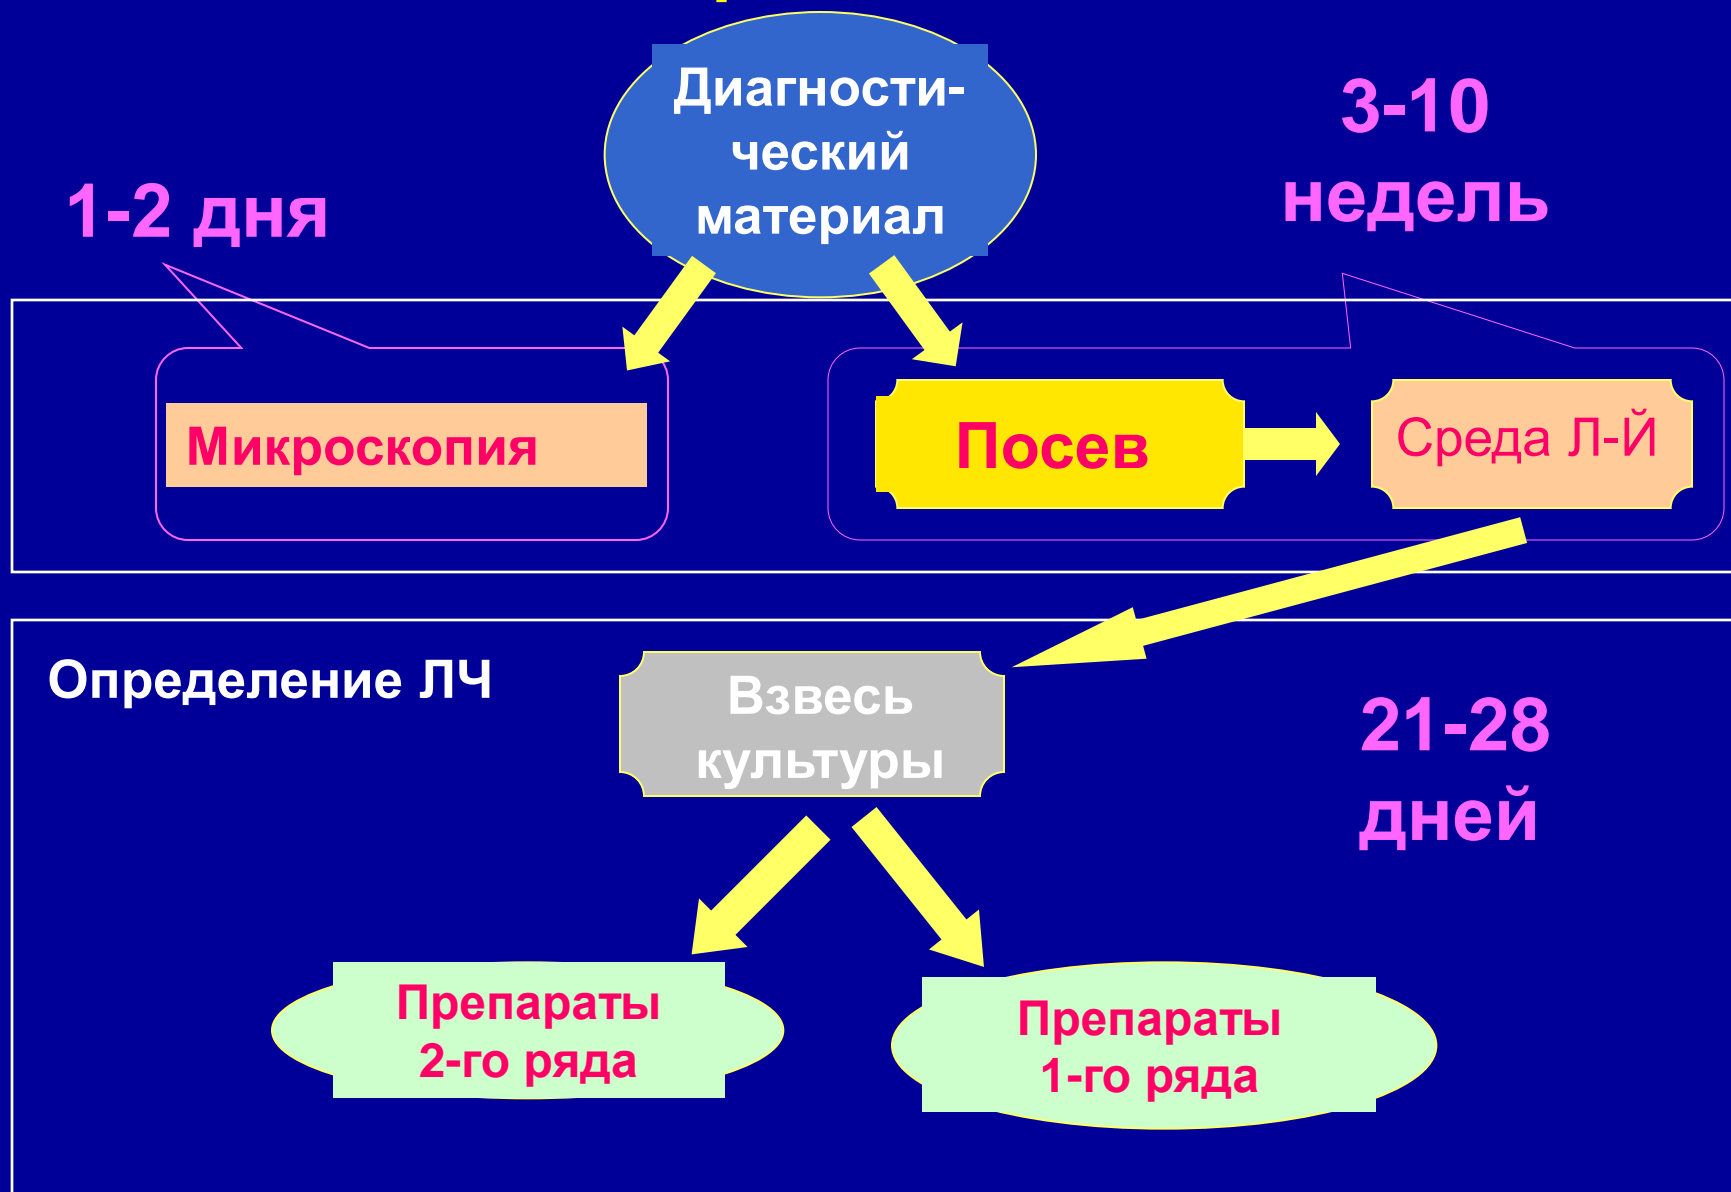 Диагности-
ческий
материал
1-2 дня
3-10
недель
Микроскопия
Посев
Среда Л-Й
Определение ЛЧ
Взвесь
культуры
21-28
дней
Препараты
2-го ряда
Препараты
1-го ряда